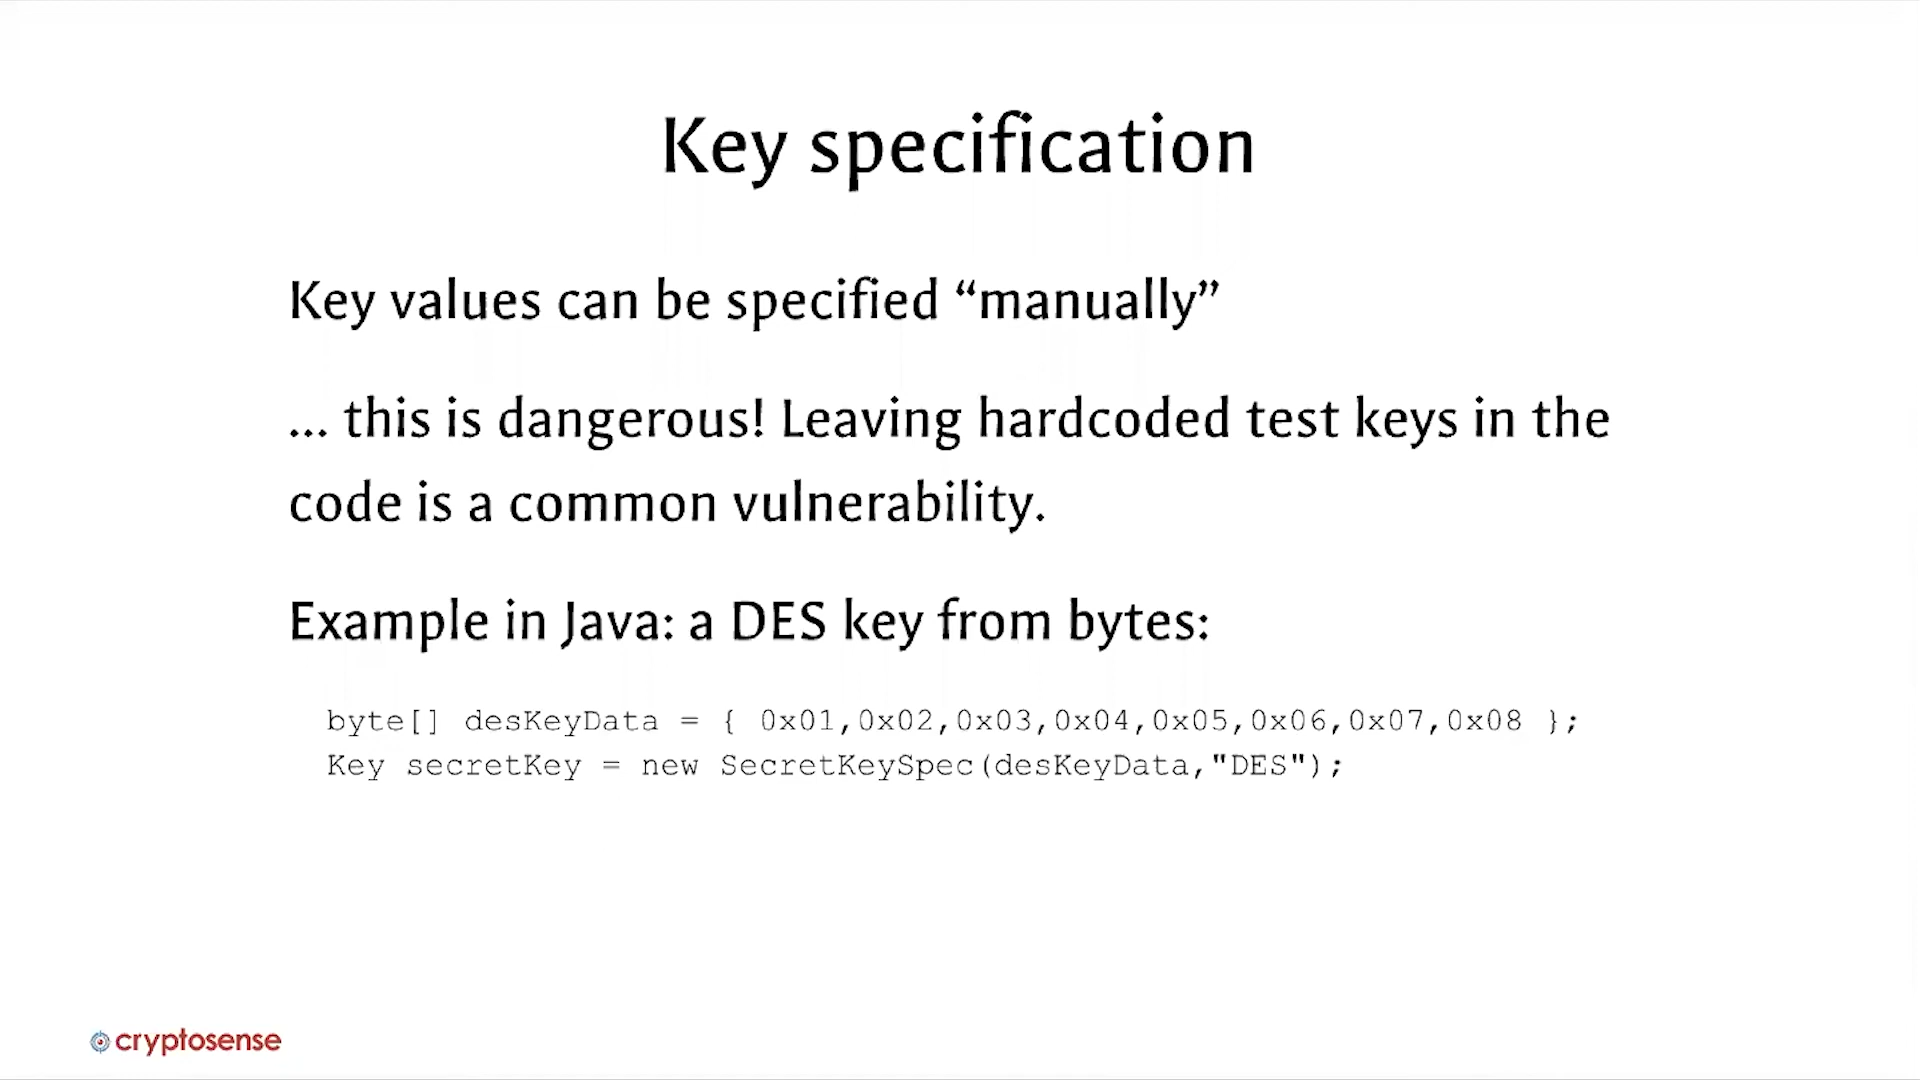 Key specification
Key values can be specified “manually”
... this is dangerous! Leaving hardcoded test keys in the
code is a common vulnerability.
Example in Java: a DES key from bytes:
byte[] desKeyData = { 0x01,0x02,0x03,0x04,0x05,0x06,0x07,0x08 };
Key secretKey = new SecretKeySpec(desKeyData,"DES");
cryptosense